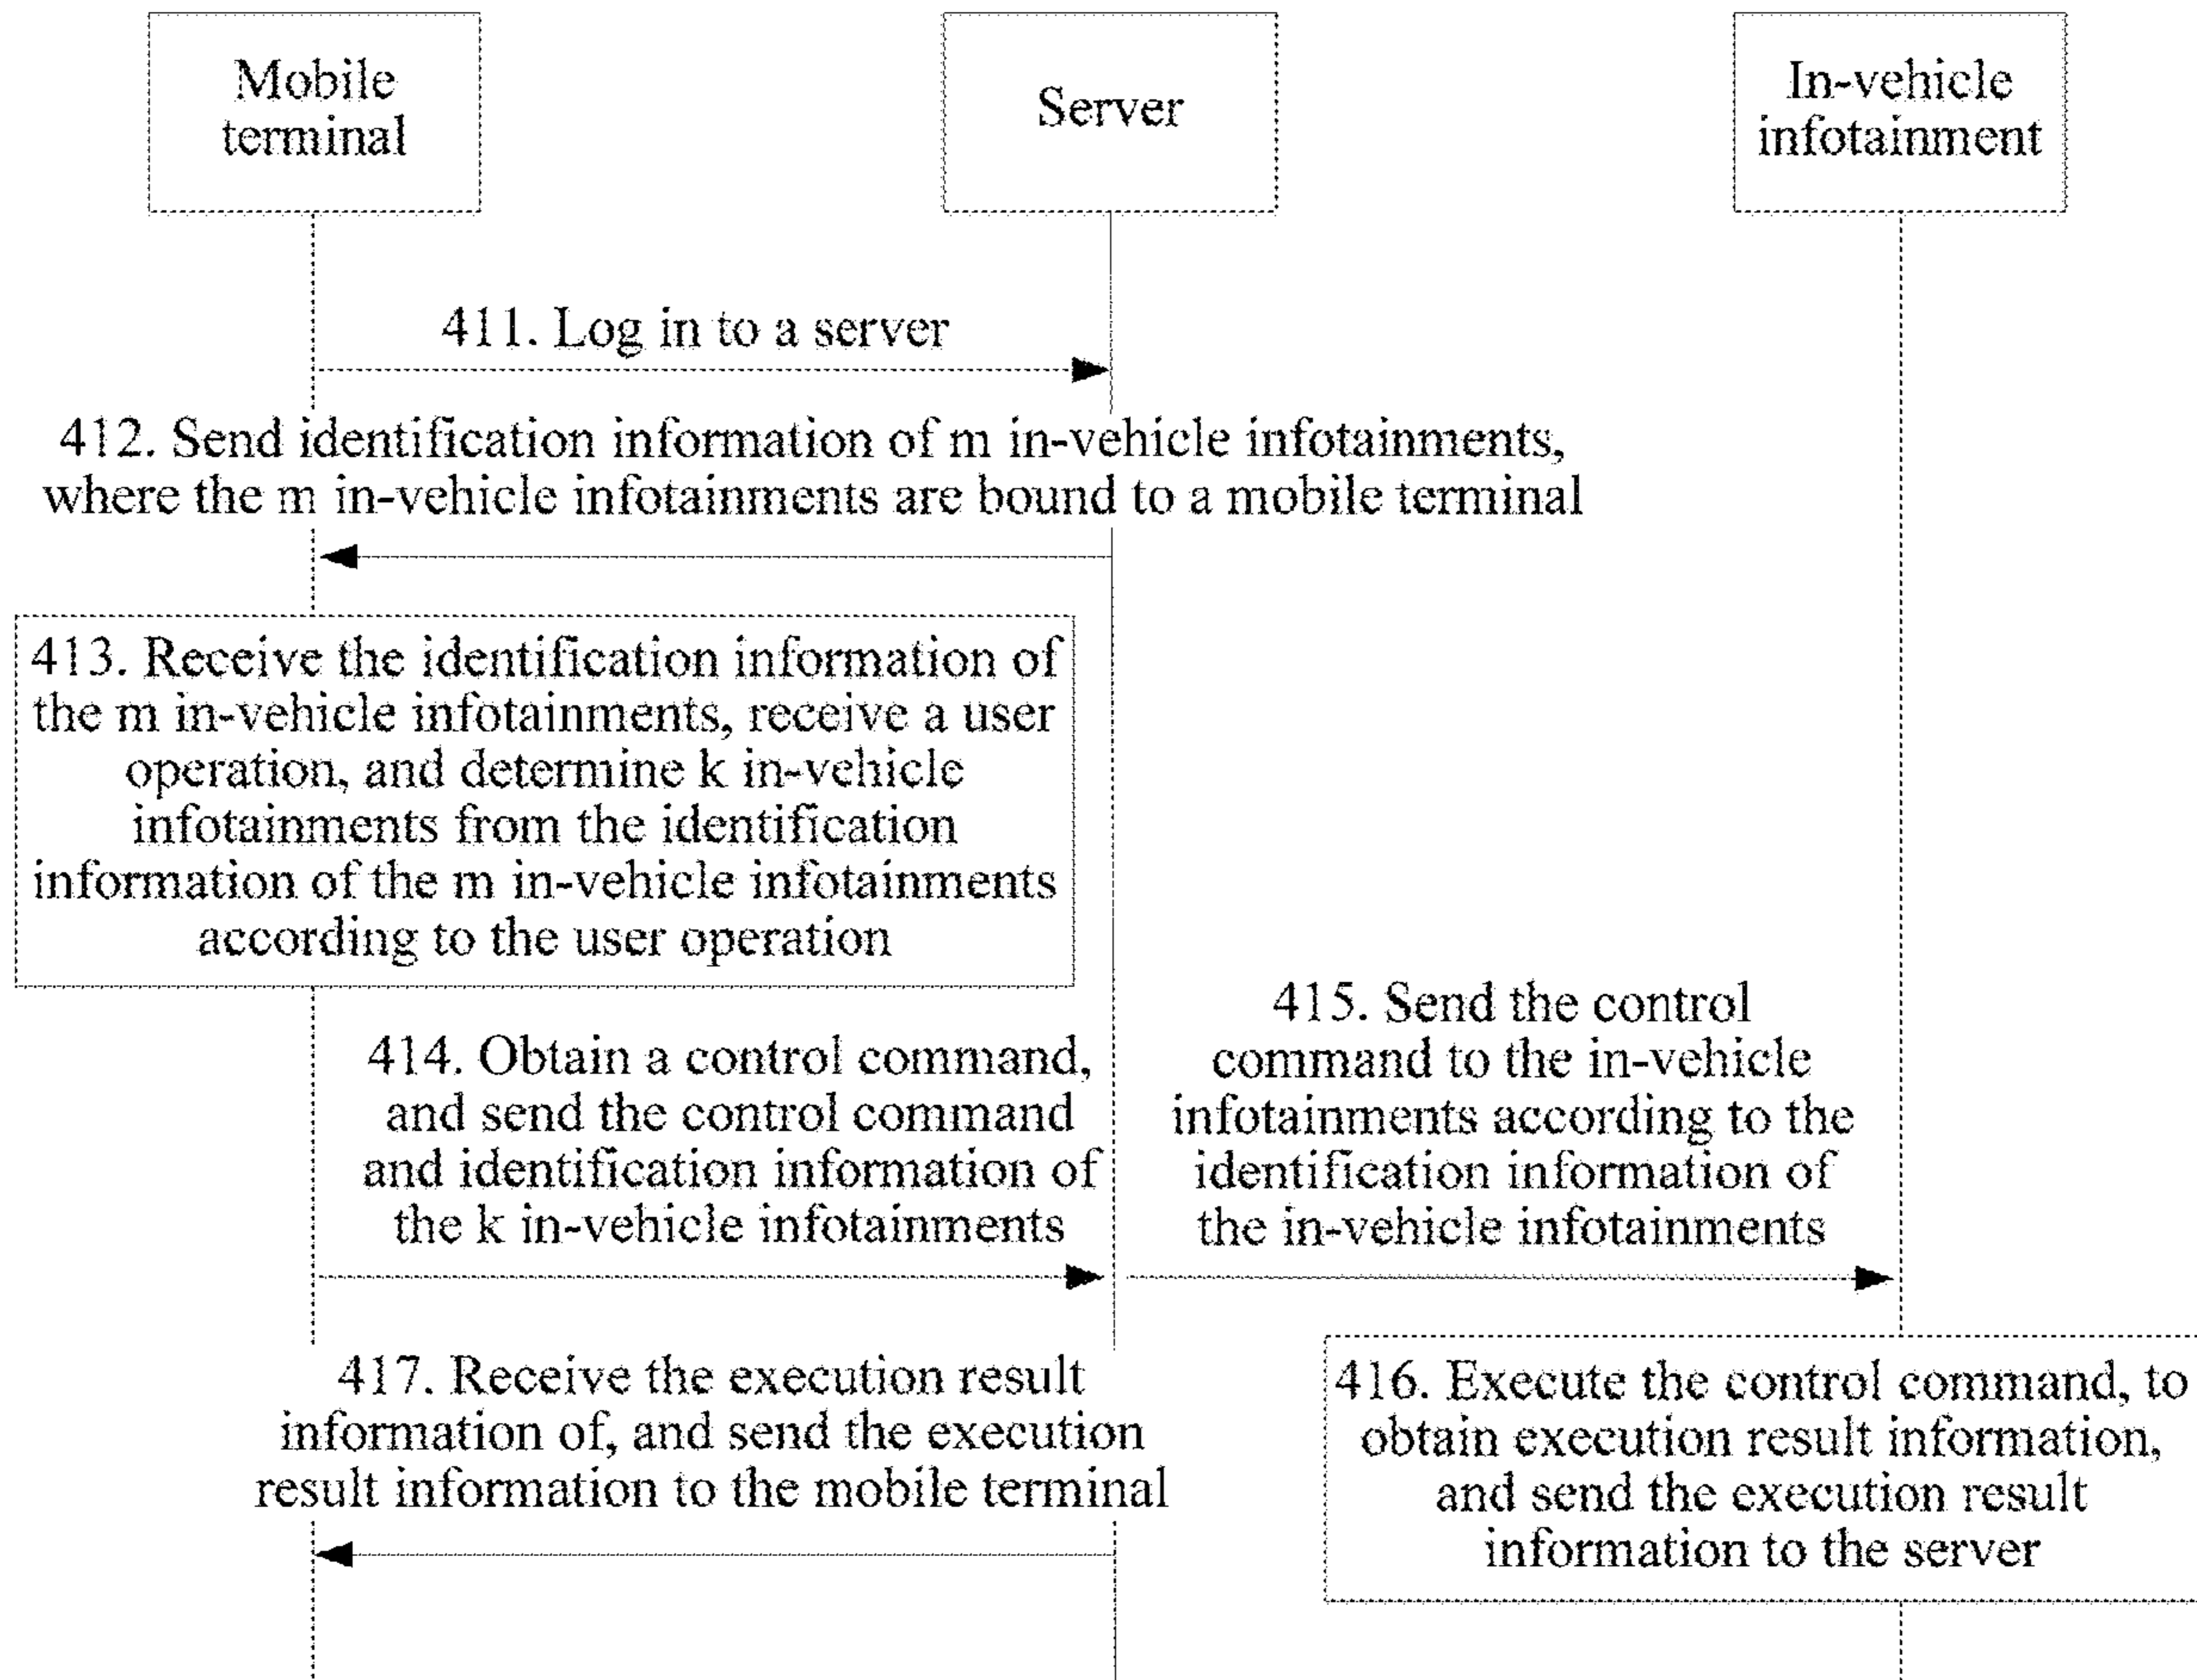 Mobile
terminal
Server
In-vehicle
infotainment
411. Log in to a server
412. Send identification information of m in-vehicle infotainments,
where the m in-vehicle infotainments are bound to a mobile terminal
413. Receive the identification information of
the m in-vehicle infotainments, receive a user
operation, and determine k in-vehicle
infotainments from the identification
information of the m in-vehicle infotainments
according to the user operation
414. Obtain a control command,
and send the control command
and identification information of
the k in-vehicle infotainments
415. Send the control
command to the in-vehicle
infotainments according to the
identification information of
the in-vehicle infotainments
416. Execute the control command, to
obtain execution result information,
and send the execution result
information to the server
417. Receive the execution result
information of, and send the execution
result information to the mobile terminal